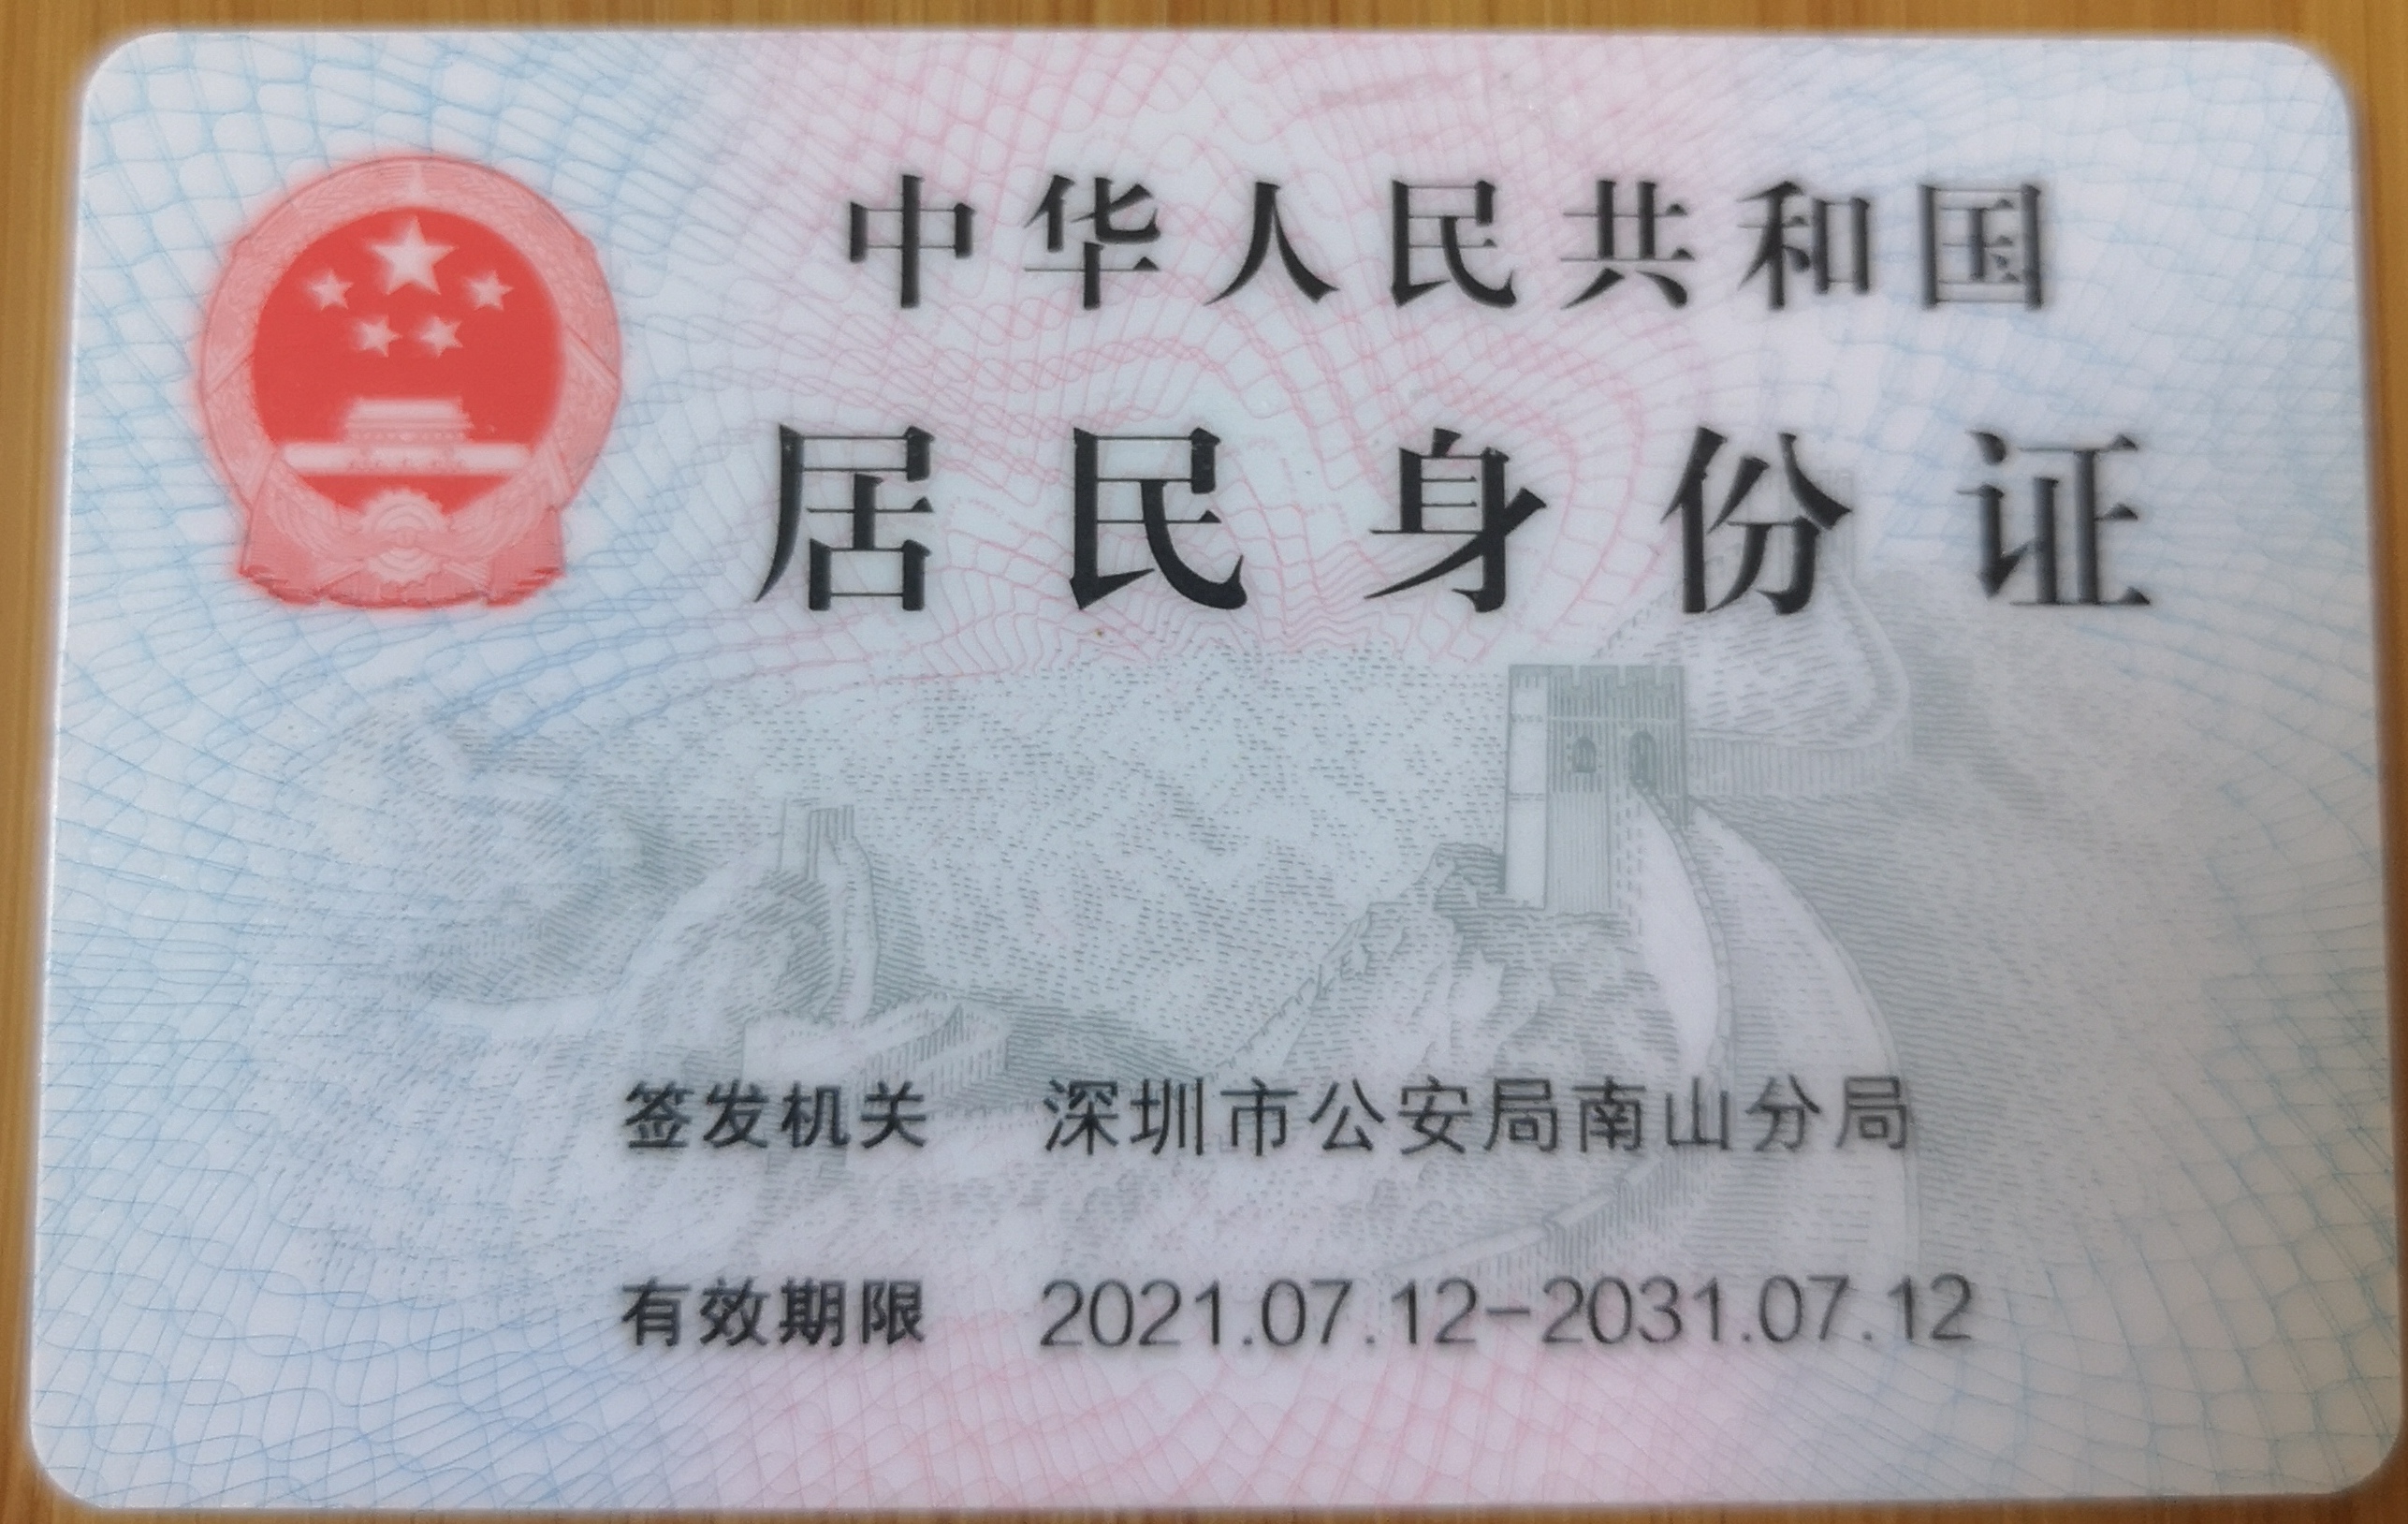 中华人民共和国
居民身份证
签发机关 深圳市公安局南山分局
有效期限 2021.07.12-2031.07.12